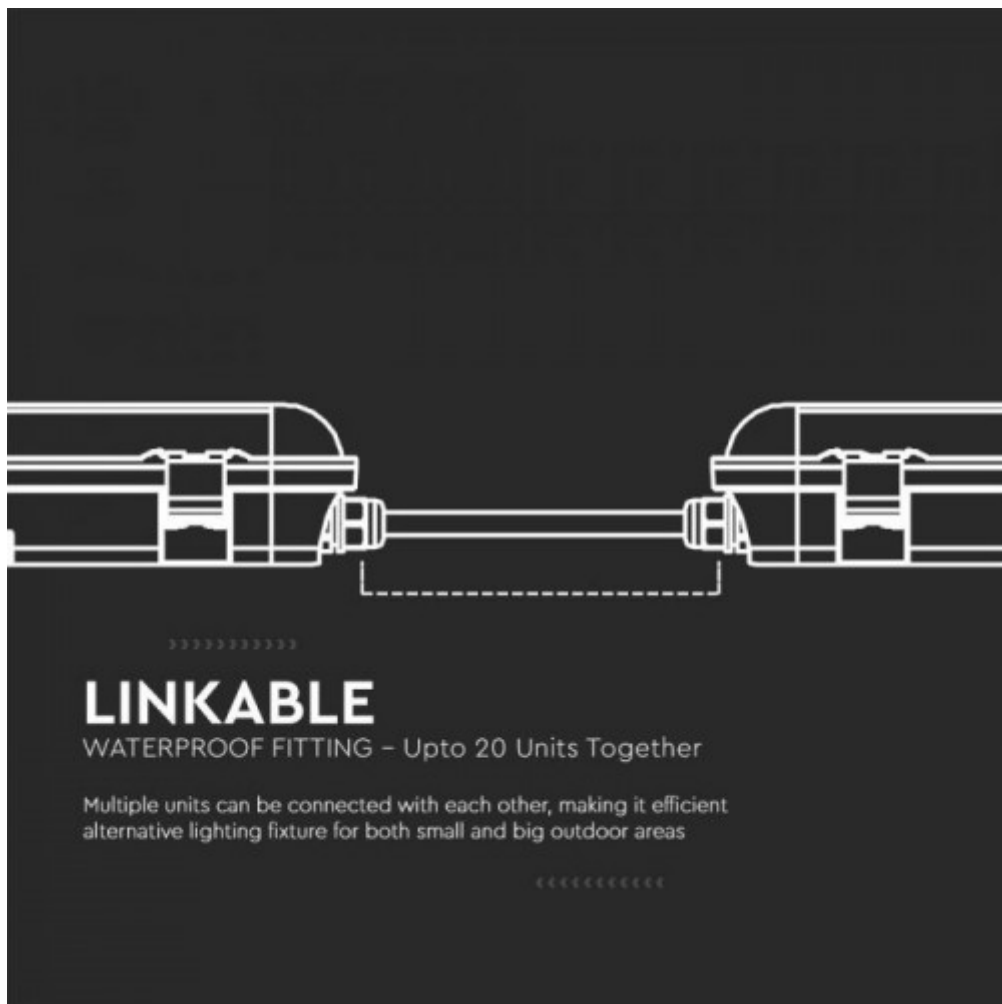 LINKABLE
WATERPROOF FITTING – Upto 20 Units Together
Multiple units can be connected with each other, making it efficient
alternative lighting fixture for both small and big outdoor areas